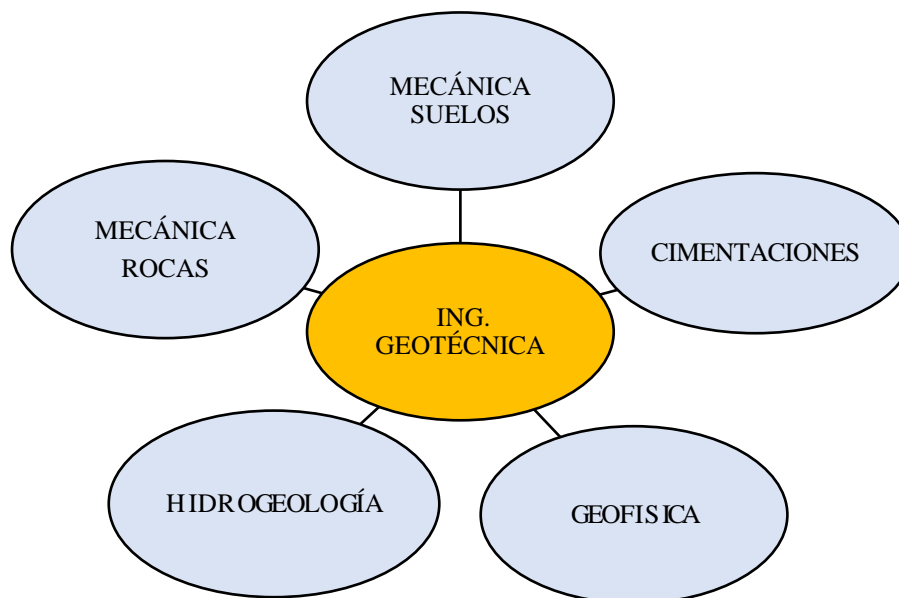 MECÁNICA
SUELOS
MECÁNICA
ROCAS
CIMENTACIONES
ING.
GEOTÉCNICA
HIDROGEOLOGÍA
GEOFISICA